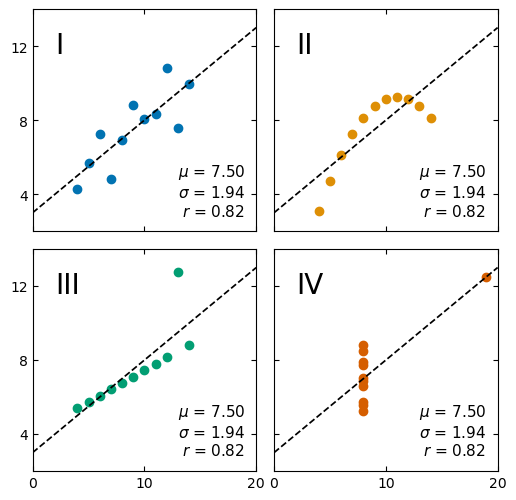 I
II
12
8
4
μ = 7.50
σ = 1.94
r = 0.82
μ = 7.50
σ = 1.94
r = 0.82
III
IV
12
8
4
μ = 7.50
σ = 1.94
r = 0.82
μ = 7.50
σ = 1.94
r = 0.82
0
10
20
0
10
20